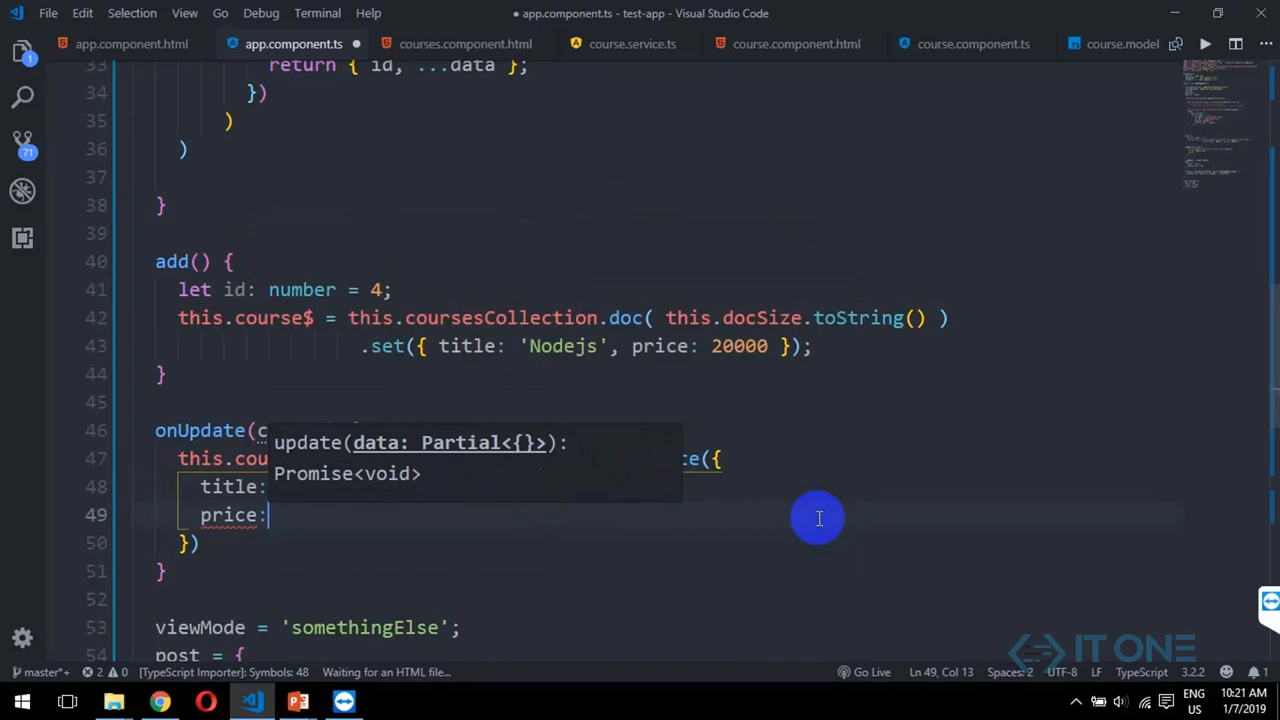 File Edit Selection View Go Debug Terminal Help
● app.component.ts - test-app - Visual Studio Code
app.component.html
app.component.ts
courses.component.html
course.service.ts
course.component.html
course.component.ts
course.model
1
71
33 return { id, ...data };
34 })
35 )
36 )
37
38 }
39
40 add() {
41 let id: number = 4;
42 this.course$ = this.coursesCollection.doc( this.docSize.toString() )
43 .set({ title: 'Nodejs', price: 20000 });
44 }
45
46 onUpdate(c
update(data: Partial<{}>):
47 this.cou te({
Promise<void>
48 title:
49 price:
50 })
51 }
52
53 viewMode = 'somethingElse';
54 post = {
IT ONE
master*+ 2 0 [TypeScript Importer]: Symbols: 48 Waiting for an HTML file... Go Live Ln 49, Col 13 Spaces: 2 UTF-8 LF TypeScript 3.2.2 1
ENG
US
10:21 AM
1/7/2019